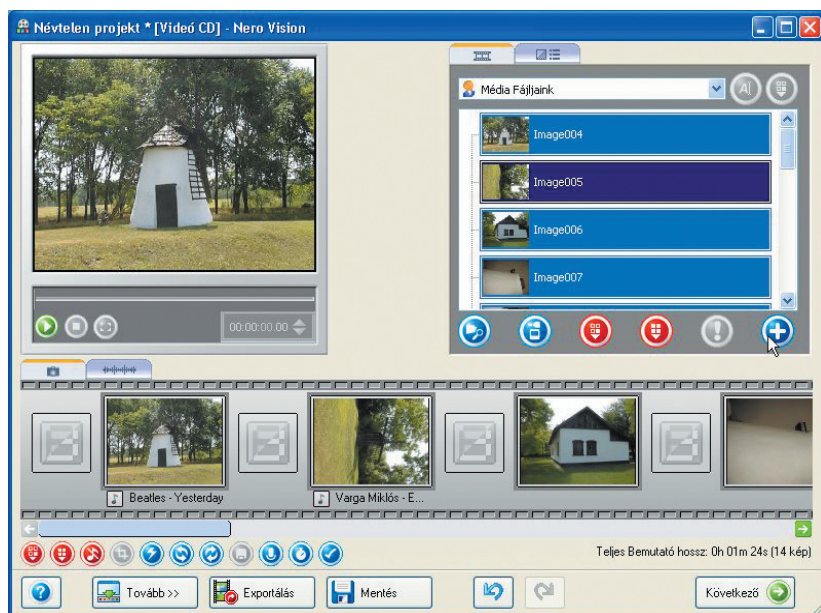 Névtelen projekt * [Videó CD] - Nero Vision
Média Fájljaink
AI
Image004
Image005
Image006
Image007
00:00:00.00
Beatles - Yesterday
Varga Miklós - E...
Teljes Bemutató hossz: 0h 01m 24s (14 kép)
Tovább >>
Exportálás
Mentés
Következő